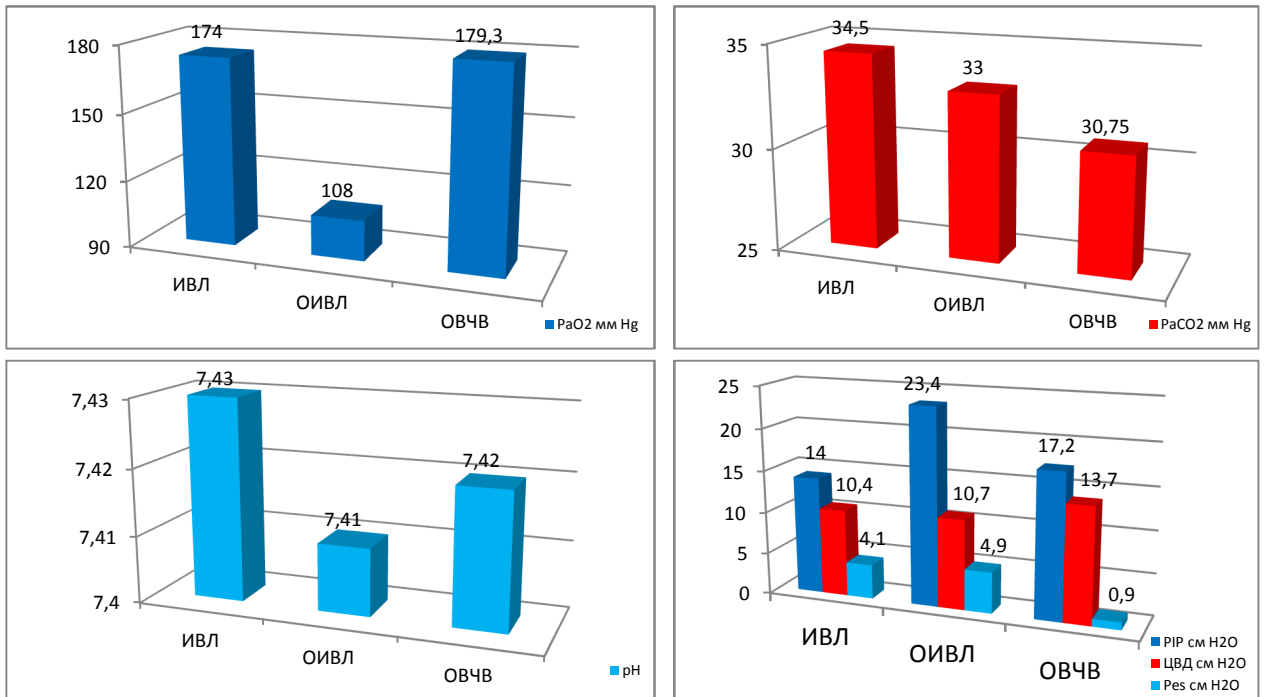 174
179,3
180
150
120
108
90
ИВЛ
ОИВЛ
ОВЧВ
PaO2 мм Hg
34,5
33
30,75
35
30
25
ИВЛ
ОИВЛ
ОВЧВ
PaCO2 мм Hg
7,43
7,41
7,42
7,43
7,42
7,41
7,4
ИВЛ
ОИВЛ
ОВЧВ
pH
25
20
15
10
5
0
14
10,4
4,1
23,4
10,7
4,9
17,2
13,7
0,9
ИВЛ
ОИВЛ
ОВЧВ
PIP см H2O
ЦВД см H2O
Pes см H2O